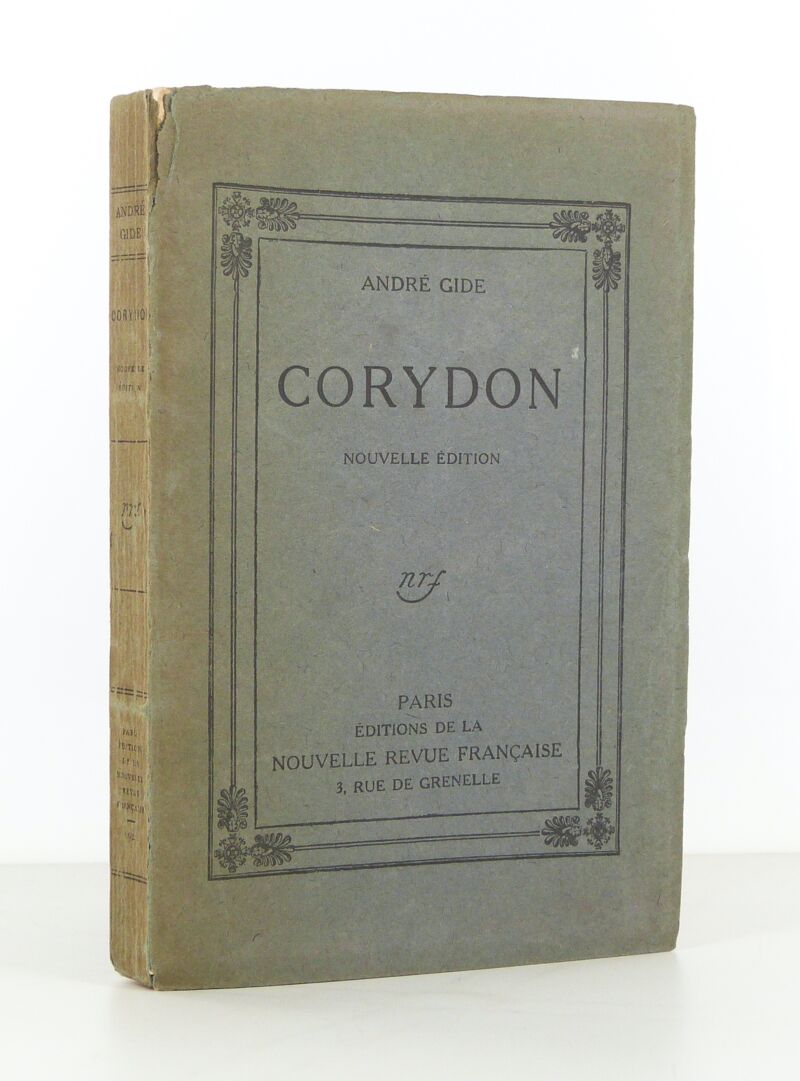 ANDRÉ
GIDE
ANDRÉ GIDE
CORYDON
NOUVELLE ÉDITION
nrf
PARIS
ÉDITIONS DE LA
NOUVELLE REVUE FRANÇAISE
3, RUE DE GRENELLE
nrf